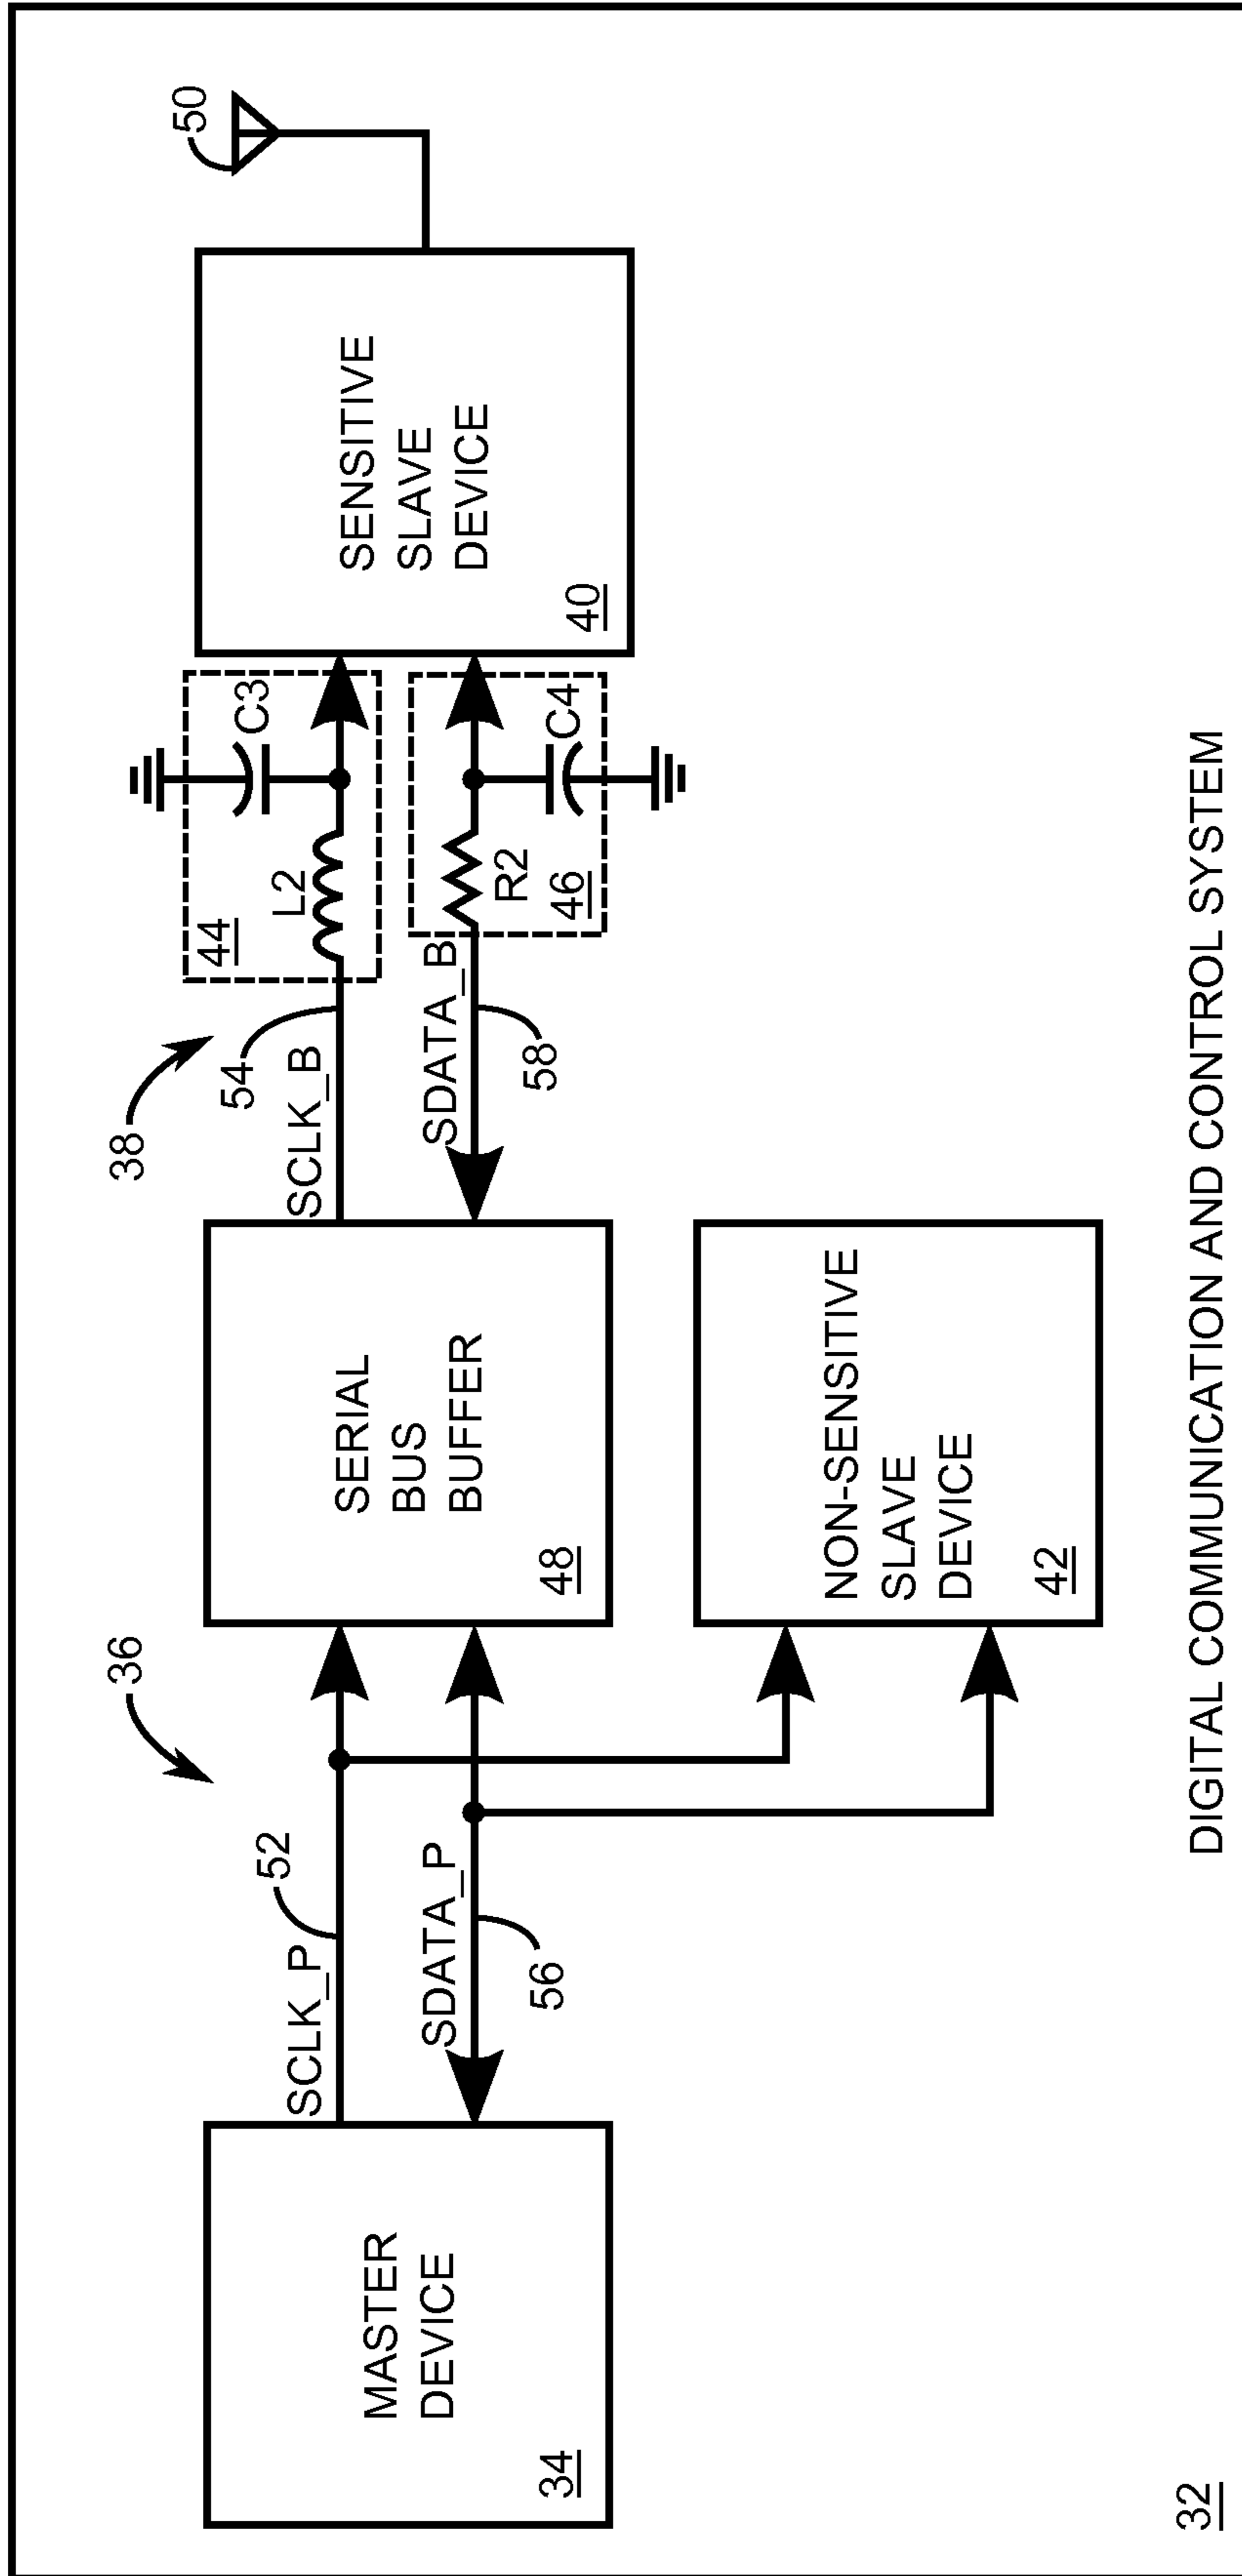 36
38
50
MASTER
DEVICE
34
SCLK_P
52
SDATA_P
56
SERIAL
BUS
BUFFER
48
SCLK_B
54
SDATA_B
58
44
L2
C3
R2
46
C4
SENSITIVE
SLAVE
DEVICE
40
NON-SENSITIVE
SLAVE
DEVICE
42
32
DIGITAL COMMUNICATION AND CONTROL SYSTEM